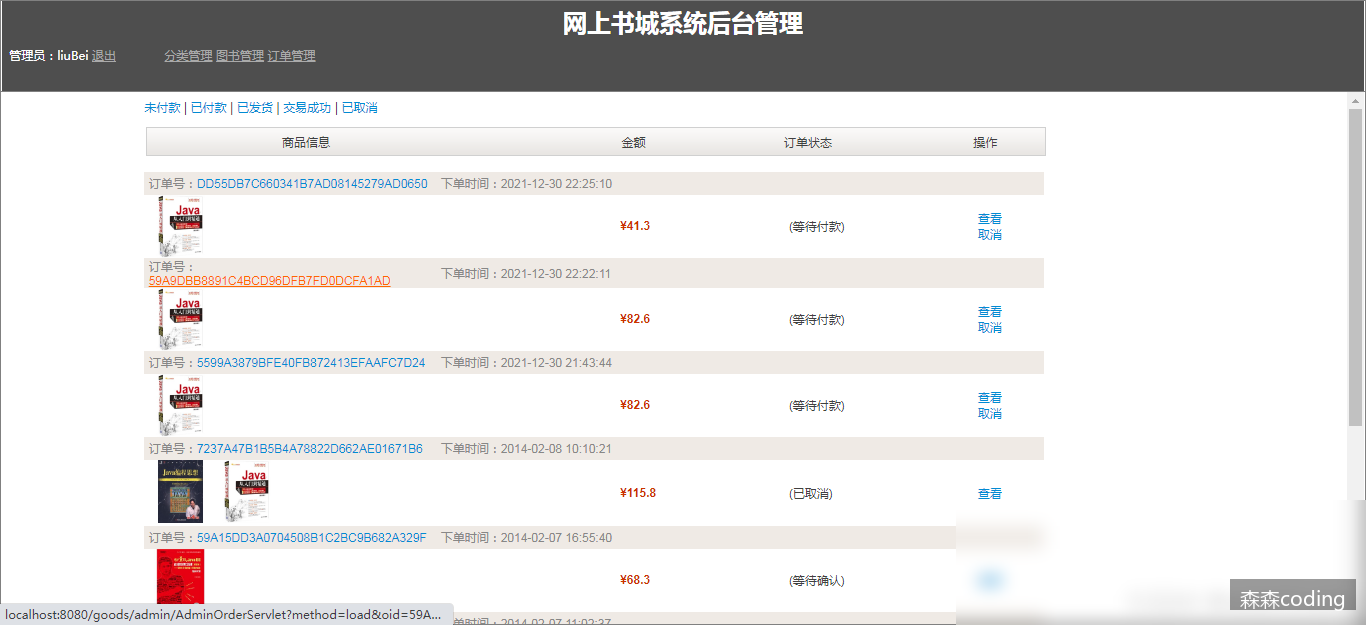 网上书城系统后台管理
管理员：liuBei 退出 分类管理 图书管理 订单管理
未付款 | 已付款 | 已发货 | 交易成功 | 已取消
商品信息 金额 订单状态 操作
订单号：DD55DB7C660341B7AD08145279AD0650 下单时间：2021-12-30 22:25:10
Java
从入门到精通
¥41.3 (等待付款) 查看
取消
订单号：
59A9DBB8891C4BCD96DFB7FD0DCFA1AD 下单时间：2021-12-30 22:22:11
Java
从入门到精通
¥82.6 (等待付款) 查看
取消
订单号：5599A3879BFE40FB872413EFAAFC7D24 下单时间：2021-12-30 21:43:44
Java
从入门到精通
¥82.6 (等待付款) 查看
取消
订单号：7237A47B1B5B4A78822D662AE01671B6 下单时间：2014-02-08 10:10:21
Java编程思想
Java
从入门到精通
¥115.8 (已取消) 查看
订单号：59A15DD3A0704508B1C2BC9B682A329F 下单时间：2014-02-07 16:55:40
¥68.3 (等待确认)
localhost:8080/goods/admin/AdminOrderServlet?method=load&oid=59A...
2014-02-07 11:02:37
森森coding